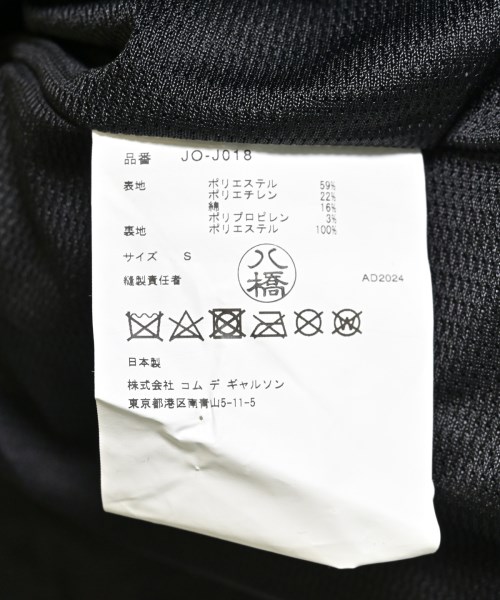 品番 JO-J018
表地 ポリエステル 59%
ポリエチレン 22%
綿 16%
ポリプロピレン 3%
裏地 ポリエステル 100%
サイズ S
縫製責任者 八橋 AD2024
日本製
株式会社 コム デ ギャルソン
東京都港区南青山5-11-5